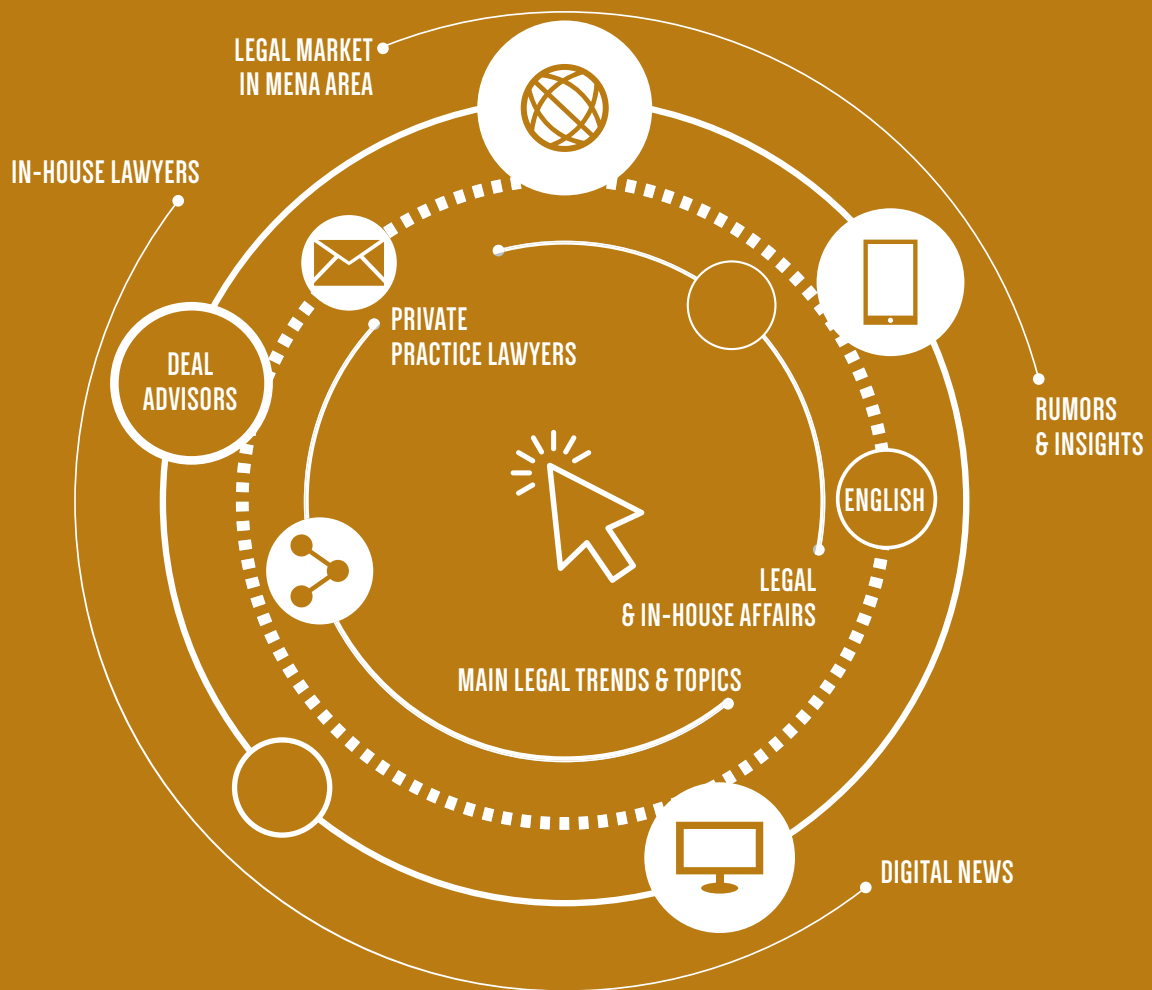 LEGAL MARKET
IN MENA AREA
IN-HOUSE LAWYERS
PRIVATE
PRACTICE LAWYERS
DEAL
ADVISORS
RUMORS
& INSIGHTS
ENGLISH
LEGAL
& IN-HOUSE AFFAIRS
MAIN LEGAL TRENDS & TOPICS
DIGITAL NEWS